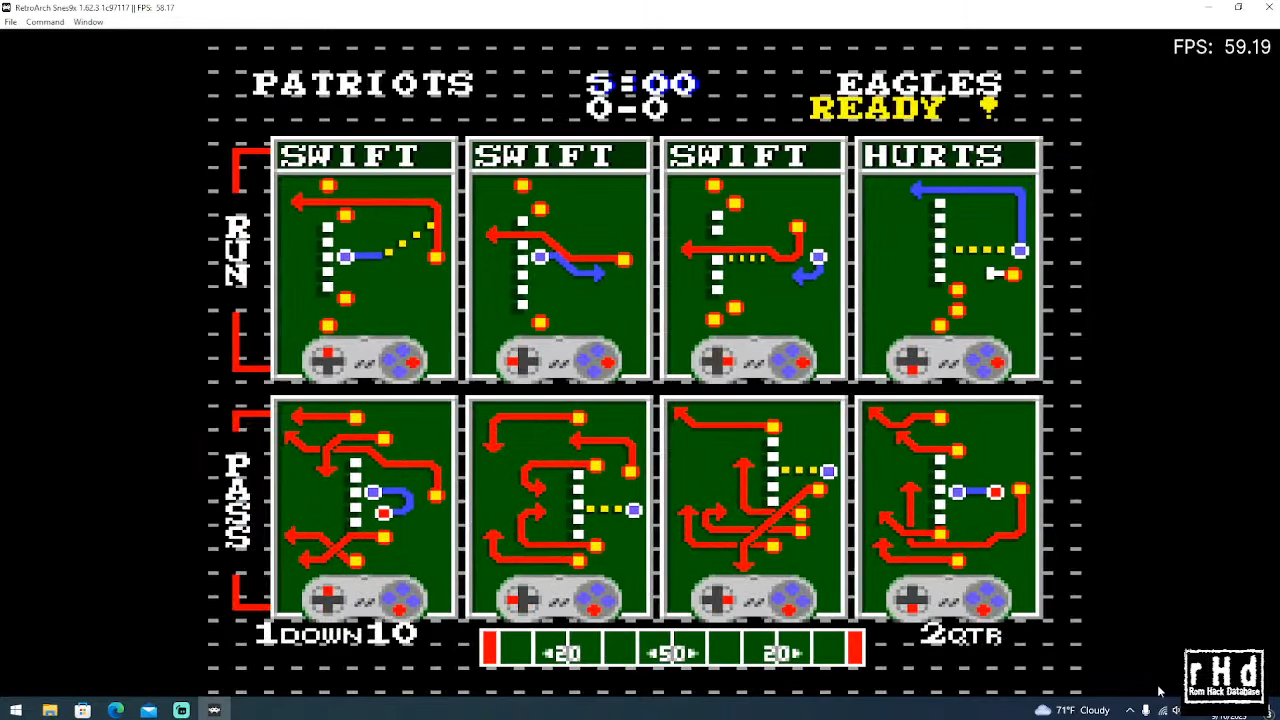 RetroArch Snes9x 1.62.3 1c97117 || FPS: 58.17
File Command Window
FPS: 59.19
PATRIOTS 5:00 EAGLES
0-0 READY
SWIFT SWIFT SWIFT HURTS
RUN
PASS
1DOWN10 2QTR
20 50 20
rHd
Rom Hack Database
71°F Cloudy